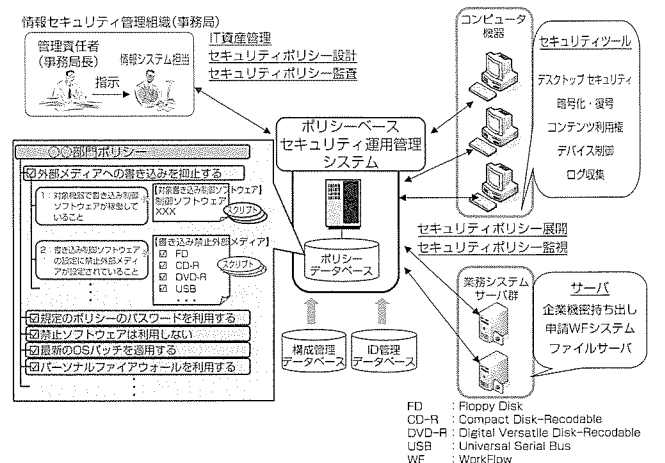 情報セキュリティ管理組織(事務局)
管理責任者
(事務局長)
情報システム担当
指示
IT資産管理
セキュリティポリシー設計
セキュリティポリシー監査
コンピュータ
機器
セキュリティツール
デスクトップ セキュリティ
暗号化・復号
コンテンツ利用権
デバイス制御
ログ収集
ポリシーベース
セキュリティ運用管理
システム
ポリシー
データベース
〇〇部門ポリシー
☑外部メディアへの書き込みを抑止する
1:対象機器で書き込み制御
ソフトウェアが稼動して
いること
【対象書き込み制御ソフトウェア】
制御ソフトウェア
XXX
スクリプト
2:書き込み制御ソフトウェア
の設定に禁止外部メディ
アが設定されていること
【書き込み禁止外部メディア】
☑ FD
☑ CD-R
☑ DVD-R
☑ USB
・・・
スクリプト
☑規定のポリシーのパスワードを利用する
☑禁止ソフトウェアは利用しない
☑最新のOSパッチを適用する
☑パーソナルファイアウォールを利用する
セキュリティポリシー展開
セキュリティポリシー監視
構成管理
データベース
ID管理
データベース
業務システム
サーバ群
サーバ
企業機密持ち出し
申請WFシステム
ファイルサーバ
FD : Floppy Disk
CD-R : Compact Disk-Recodable
DVD-R : Digital Versatile Disk-Recodable
USB : Universal Serial Bus
WF : WorkFlow